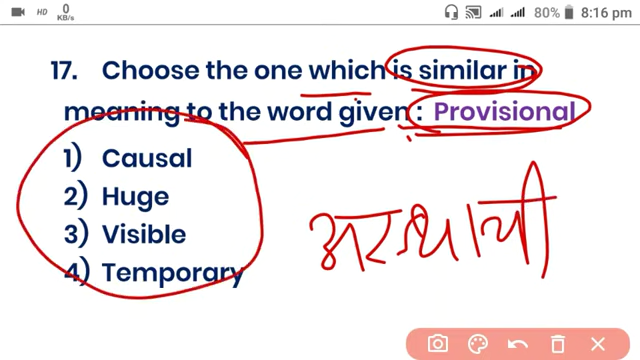 HD 0 KB/s 80% 8:16 pm
17. Choose the one which is similar in
meaning to the word given: Provisional
1) Causal
2) Huge
3) Visible
4) Temporary
अस्थायी